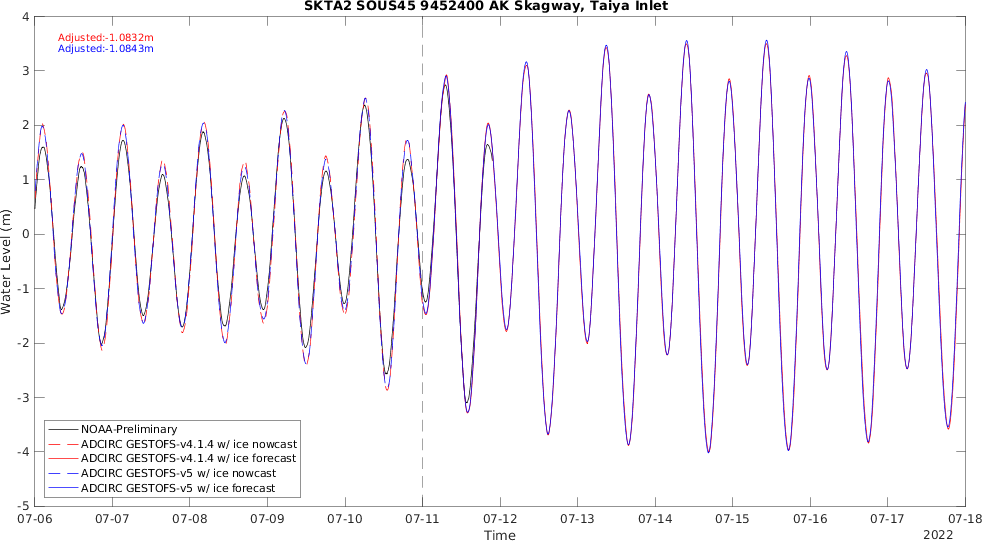 SKTA2 SOUS45 9452400 AK Skagway, Taiya Inlet
Adjusted:-1.0832m
Adjusted:-1.0843m
Water Level (m)
4
3
2
1
0
-1
-2
-3
-4
-5
NOAA-Preliminary
ADCIRC GESTOFS-v4.1.4 w/ ice nowcast
ADCIRC GESTOFS-v4.1.4 w/ ice forecast
ADCIRC GESTOFS-v5 w/ ice nowcast
ADCIRC GESTOFS-v5 w/ ice forecast
07-06 07-07 07-08 07-09 07-10 07-11 07-12 07-13 07-14 07-15 07-16 07-17 07-18
Time
2022